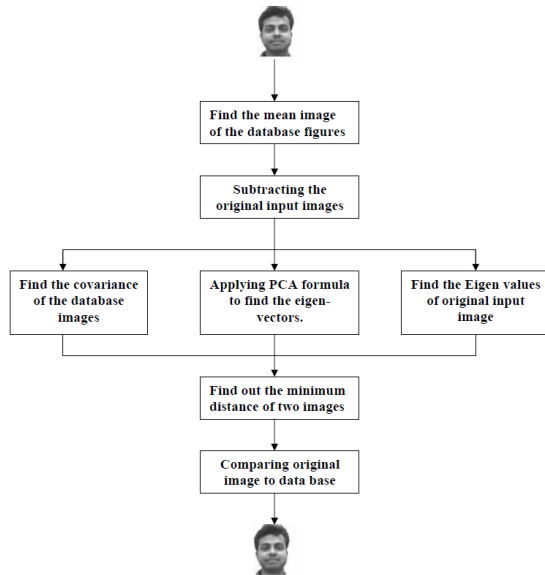 Find the mean image
of the database figures
Subtracting the
original input images
Find the covariance
of the database
images
Applying PCA formula
to find the eigen-
vectors.
Find the Eigen values
of original input
image
Find out the minimum
distance of two images
Comparing original
image to data base